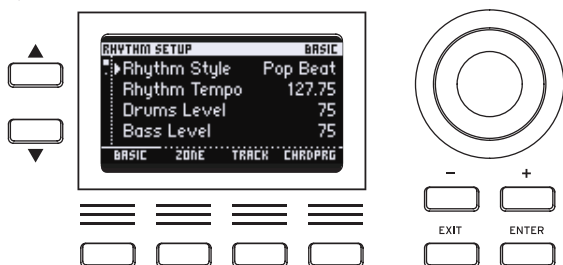 RHYTHM SETUP BASIC
Rhythm Style Pop Beat
Rhythm Tempo 127.75
Drums Level 75
Bass Level 75
BASIC ZONE TRACK CHRDPRG
- +
EXIT ENTER